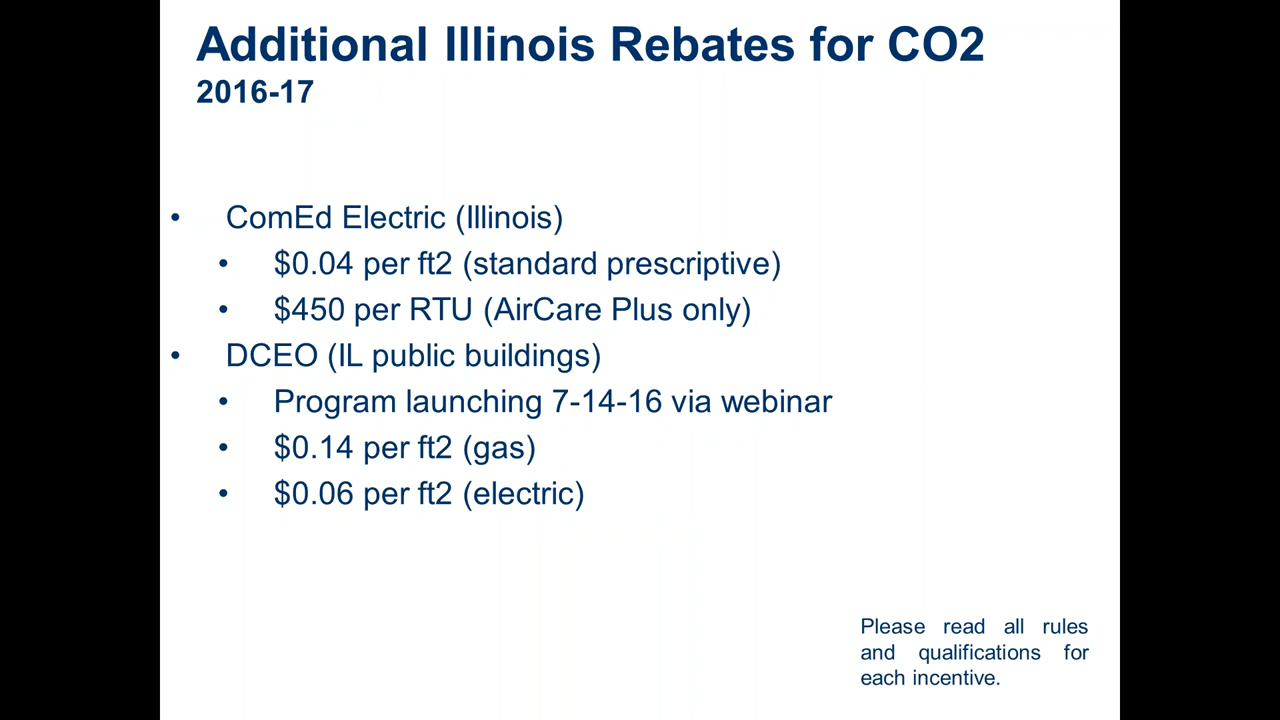 Additional Illinois Rebates for CO2
2016-17
• ComEd Electric (Illinois)
• $0.04 per ft2 (standard prescriptive)
• $450 per RTU (AirCare Plus only)
• DCEO (IL public buildings)
• Program launching 7-14-16 via webinar
• $0.14 per ft2 (gas)
• $0.06 per ft2 (electric)
Please read all rules
and qualifications for
each incentive.